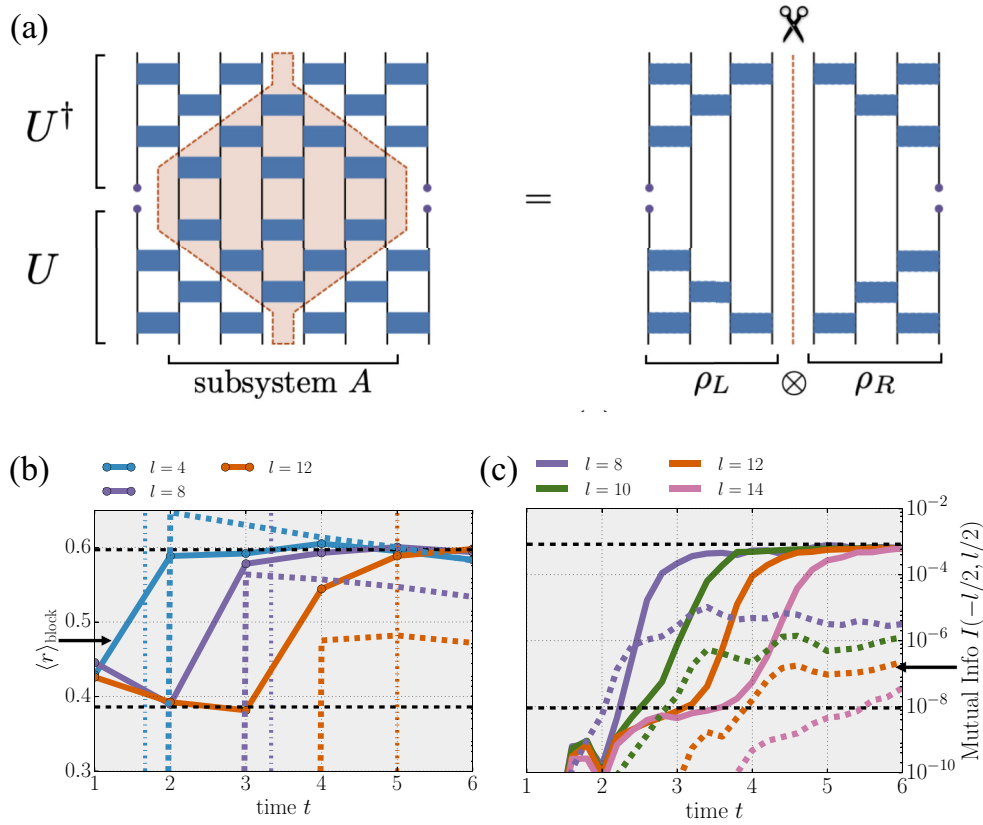 (a)
U†
U
=
subsystem A
ρL ⊗ ρR
(b)
l = 4
l = 12
l = 8
⟨r⟩block
0.6
0.5
0.4
0.3
1 2 3 4 5 6
time t
(c)
l = 8
l = 12
l = 10
l = 14
10−2
10−4
10−6
10−8
10−10
Mutual Info I(−l/2, l/2)
1 2 3 4 5 6
time t